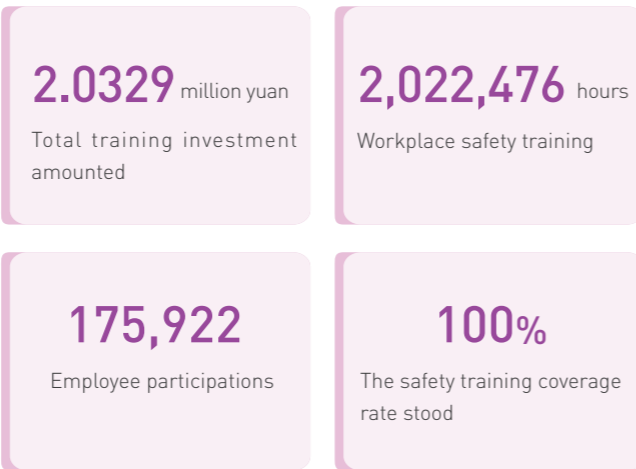 2.0329 million yuan
Total training investment
amounted
2,022,476 hours
Workplace safety training
175,922
Employee participations
100%
The safety training coverage
rate stood